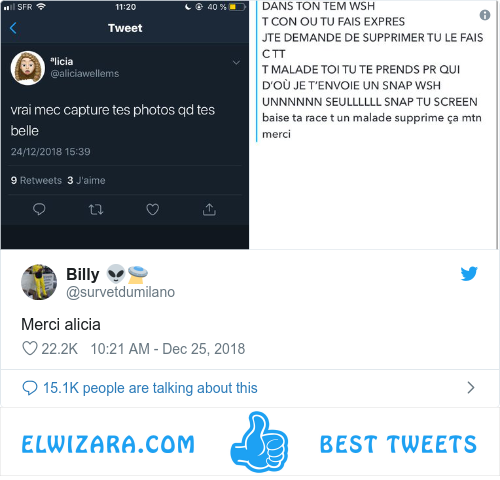 SFR 11:20 40 %
Tweet
ªlicia
@aliciawellems
vrai mec capture tes photos qd tes
belle
24/12/2018 15:39
9 Retweets 3 J'aime
DANS TON TEM WSH
T CON OU TU FAIS EXPRES
JTE DEMANDE DE SUPPRIMER TU LE FAIS
C TT
T MALADE TOI TU TE PRENDS PR QUI
D'OÙ JE T'ENVOIE UN SNAP WSH
UNNNNNN SEULLLLLL SNAP TU SCREEN
baise ta race t un malade supprime ça mtn
merci
Billy 👽🛸
@survetdumilano
Merci alicia
22.2K 10:21 AM - Dec 25, 2018
15.1K people are talking about this
ELWIZARA.COM BEST TWEETS